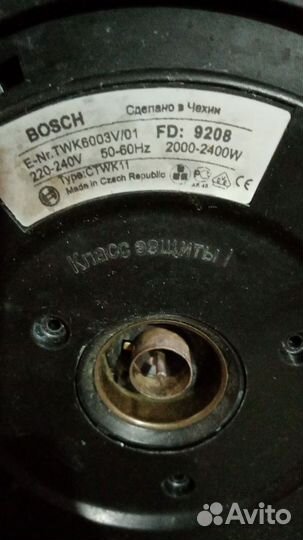 BOSCH
Сделано в Чехии
E-Nr.TWK6003V/01 FD: 9208
220-240V 50-60Hz 2000-2400W
Type:CTWK11
Made in Czech Republic
Класс защиты I
Avito